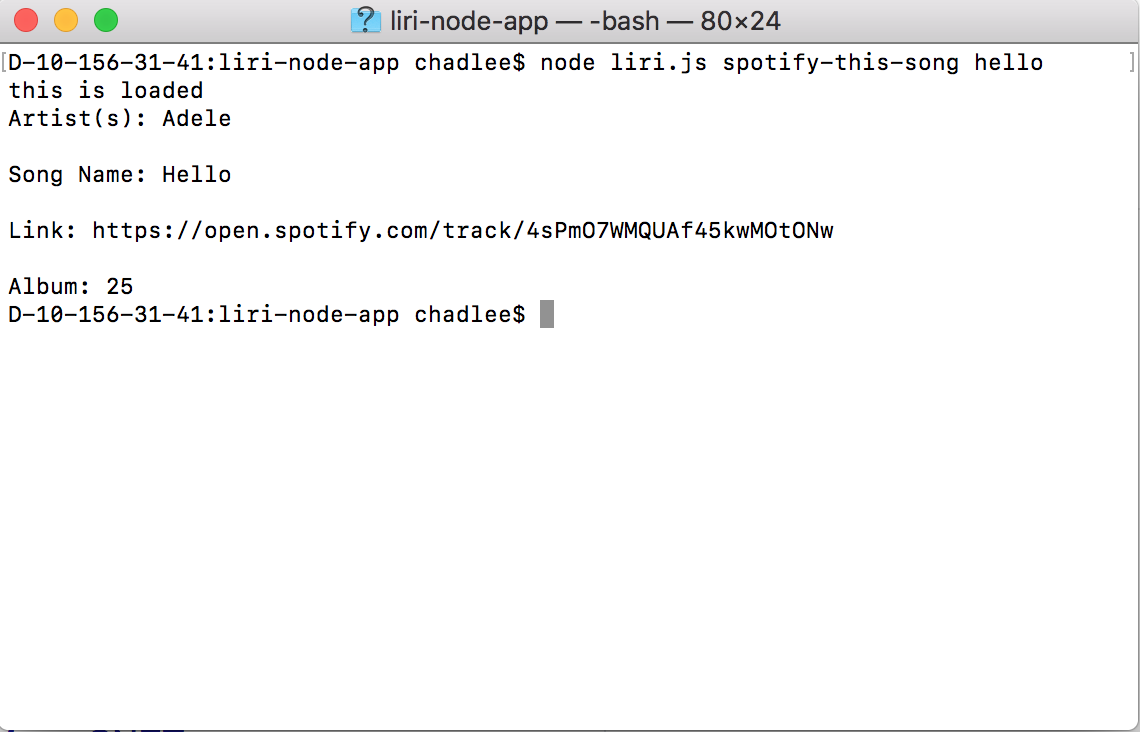 liri-node-app — -bash — 80×24
[D-10-156-31-41:liri-node-app chadlee$ node liri.js spotify-this-song hello ]
this is loaded
Artist(s): Adele
Song Name: Hello
Link: https://open.spotify.com/track/4sPmO7WMQUAf45kwMOtONw
Album: 25
D-10-156-31-41:liri-node-app chadlee$